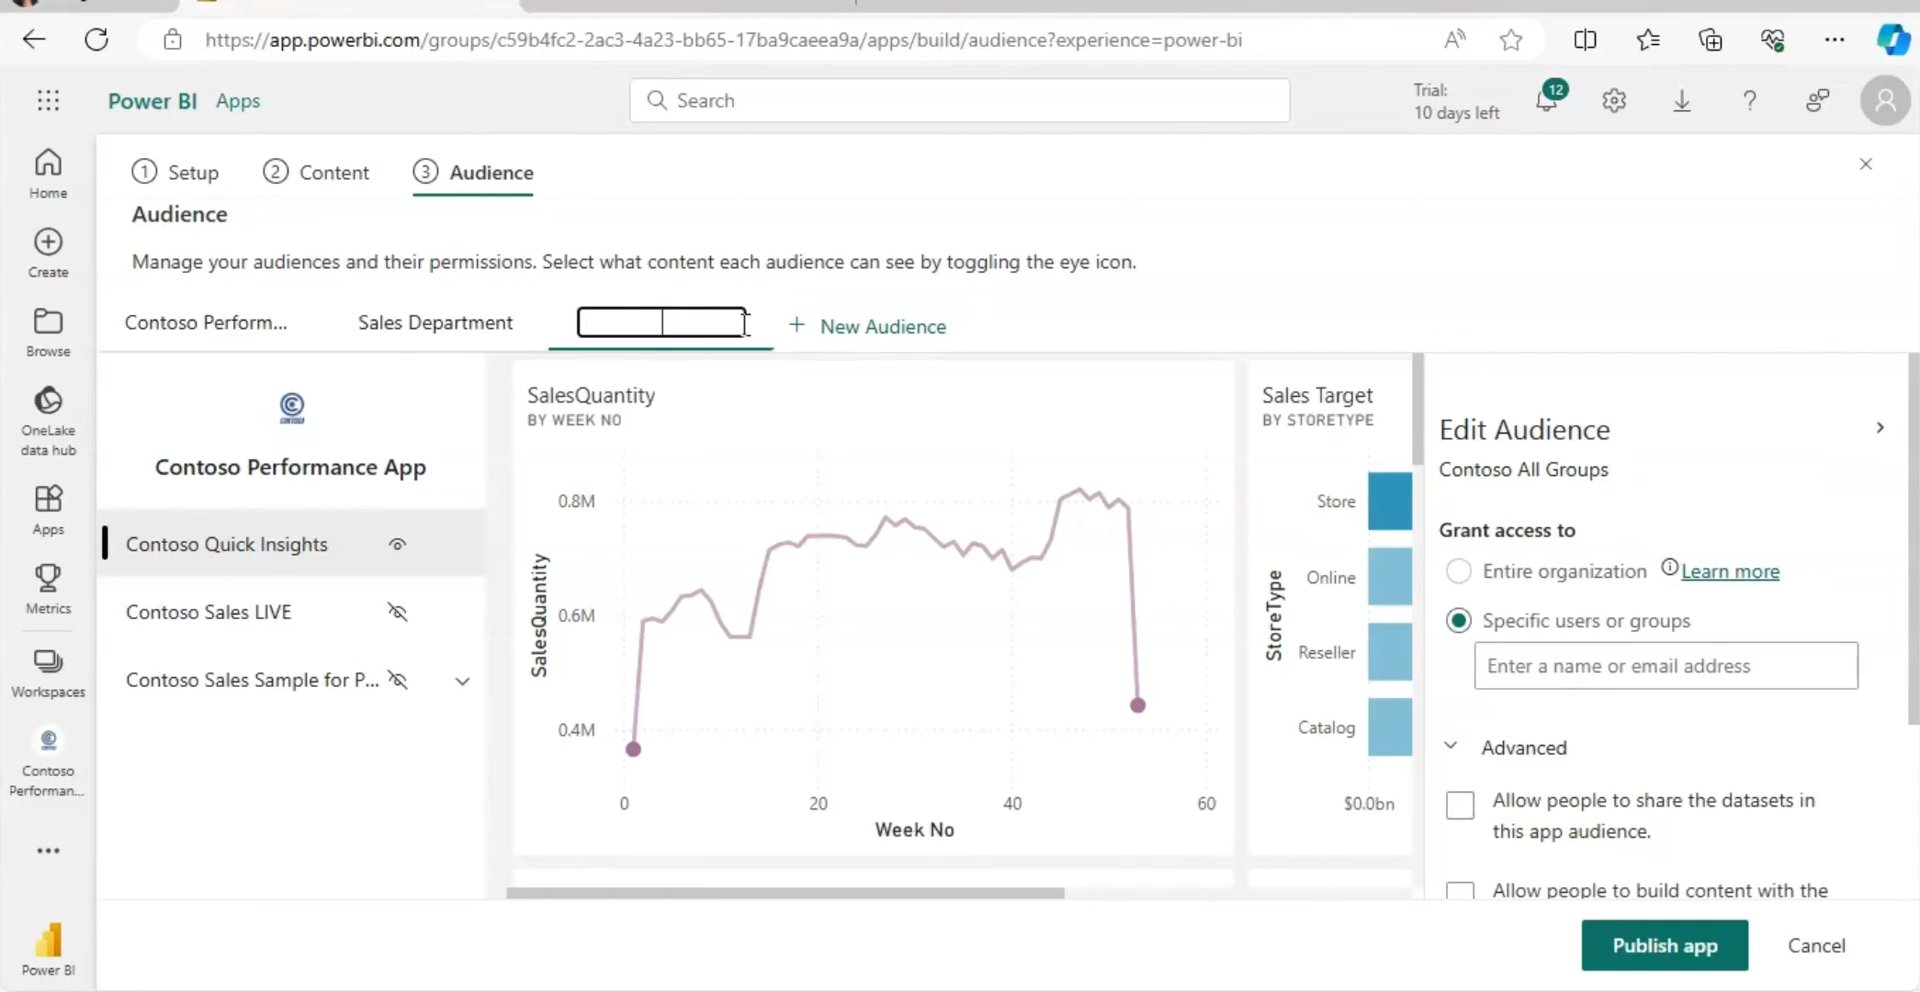 https://app.powerbi.com/groups/c59b4fc2-2ac3-4a23-bb65-17ba9caeea9a/apps/build/audience?experience=power-bi
Power BI Apps
Search
Trial:
10 days left
12
Home
Create
Browse
OneLake
data hub
Apps
Metrics
Workspaces
Contoso
Performan...
Power BI
1 Setup
2 Content
3 Audience
Audience
Manage your audiences and their permissions. Select what content each audience can see by toggling the eye icon.
Contoso Perform...
Sales Department
+ New Audience
CONTOSO
Contoso Performance App
Contoso Quick Insights
Contoso Sales LIVE
Contoso Sales Sample for P...
SalesQuantity
BY WEEK NO
0.8M
0.6M
0.4M
SalesQuantity
0
20
40
60
Week No
Sales Target
BY STORETYPE
StoreType
Store
Online
Reseller
Catalog
$0.0bn
Edit Audience
Contoso All Groups
Grant access to
Entire organization
Learn more
Specific users or groups
Enter a name or email address
Advanced
Allow people to share the datasets in
this app audience.
Allow people to build content with the
Publish app
Cancel